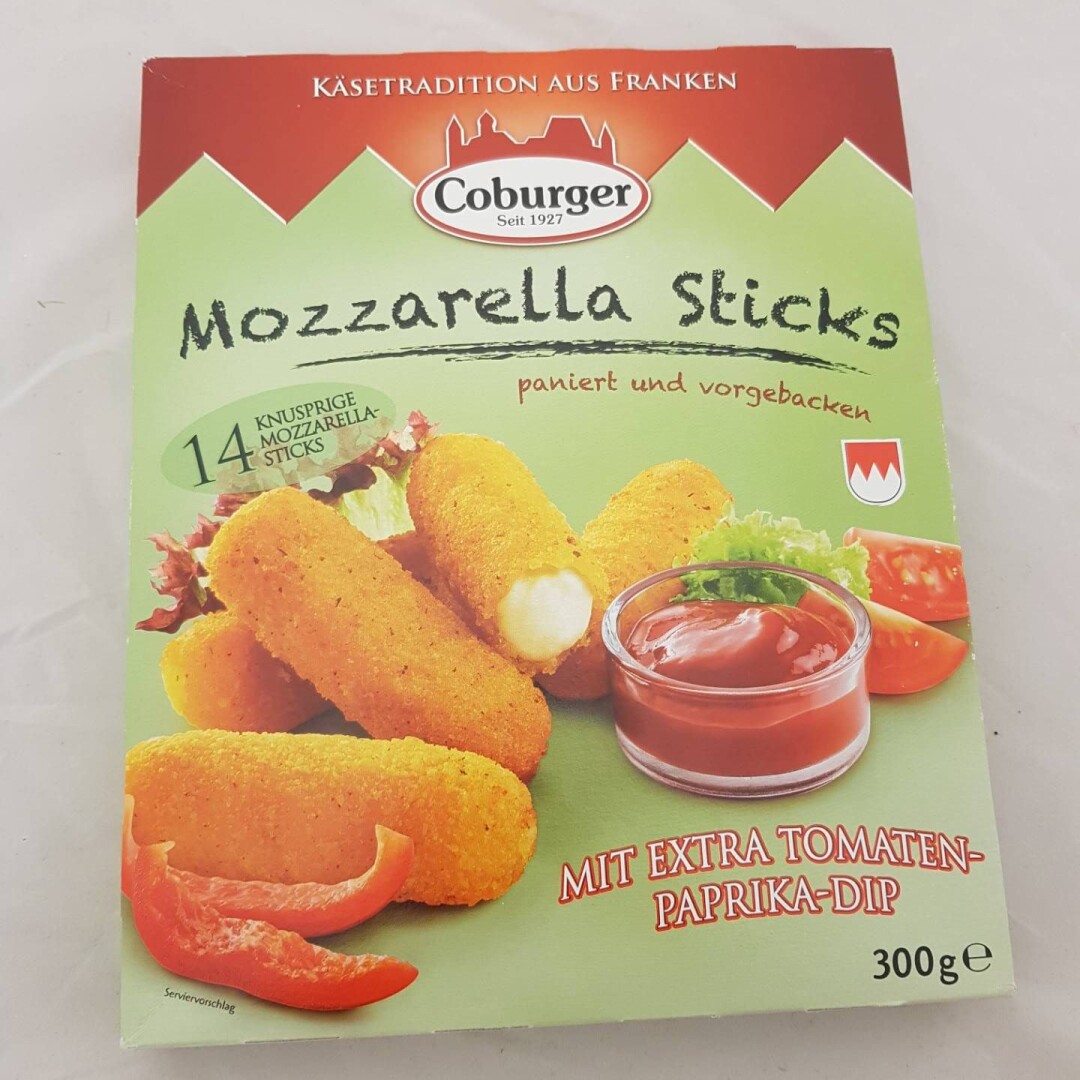 KÄSETRADITION AUS FRANKEN
Coburger
Seit 1927
Mozzarella Sticks
paniert und vorgebacken
14 KNUSPRIGE
MOZZARELLA-
STICKS
MIT EXTRA TOMATEN-
PAPRIKA-DIP
300g℮
Serviervorschlag